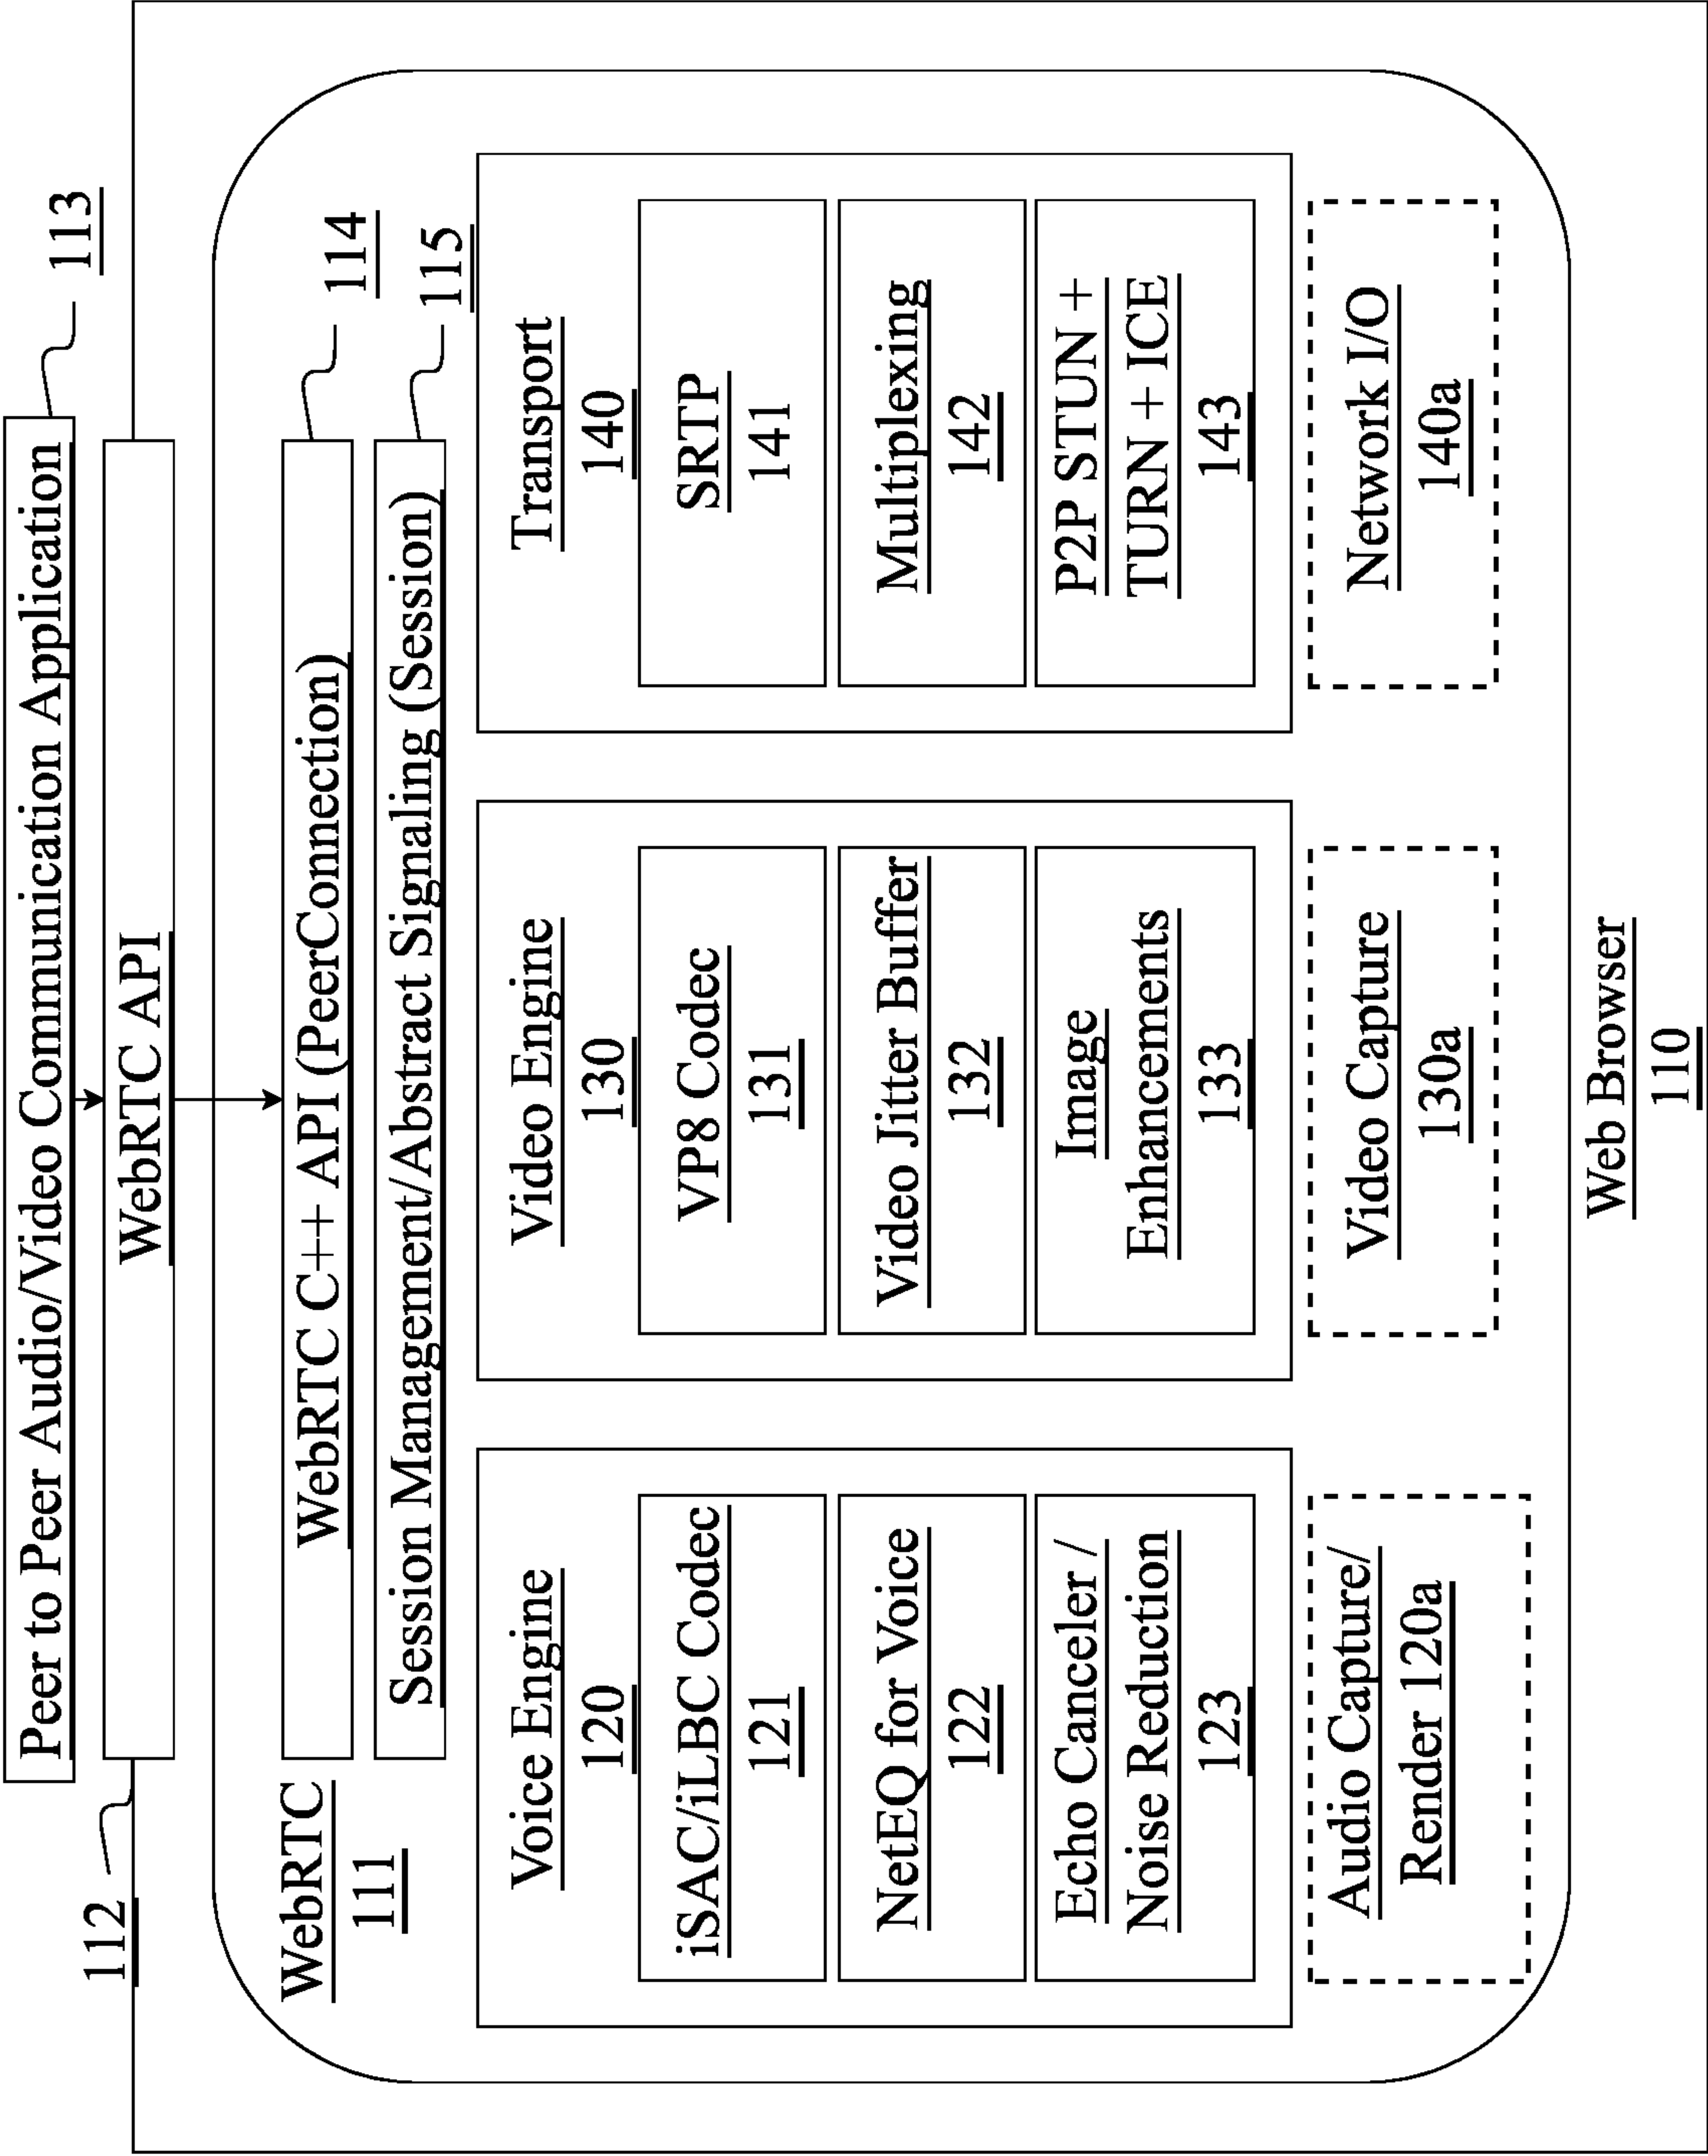 Peer to Peer Audio/Video Communication Application
113
112
WebRTC API
WebRTC
111
WebRTC C++ API (PeerConnection)
114
Session Management/Abstract Signaling (Session)
115
Voice Engine
120
iSAC/iLBC Codec
121
NetEQ for Voice
122
Echo Canceler /
Noise Reduction
123
Audio Capture/
Render 120a
Video Engine
130
VP8 Codec
131
Video Jitter Buffer
132
Image
Enhancements
133
Video Capture
130a
Transport
140
SRTP
141
Multiplexing
142
P2P STUN +
TURN + ICE
143
Network I/O
140a
Web Browser
110